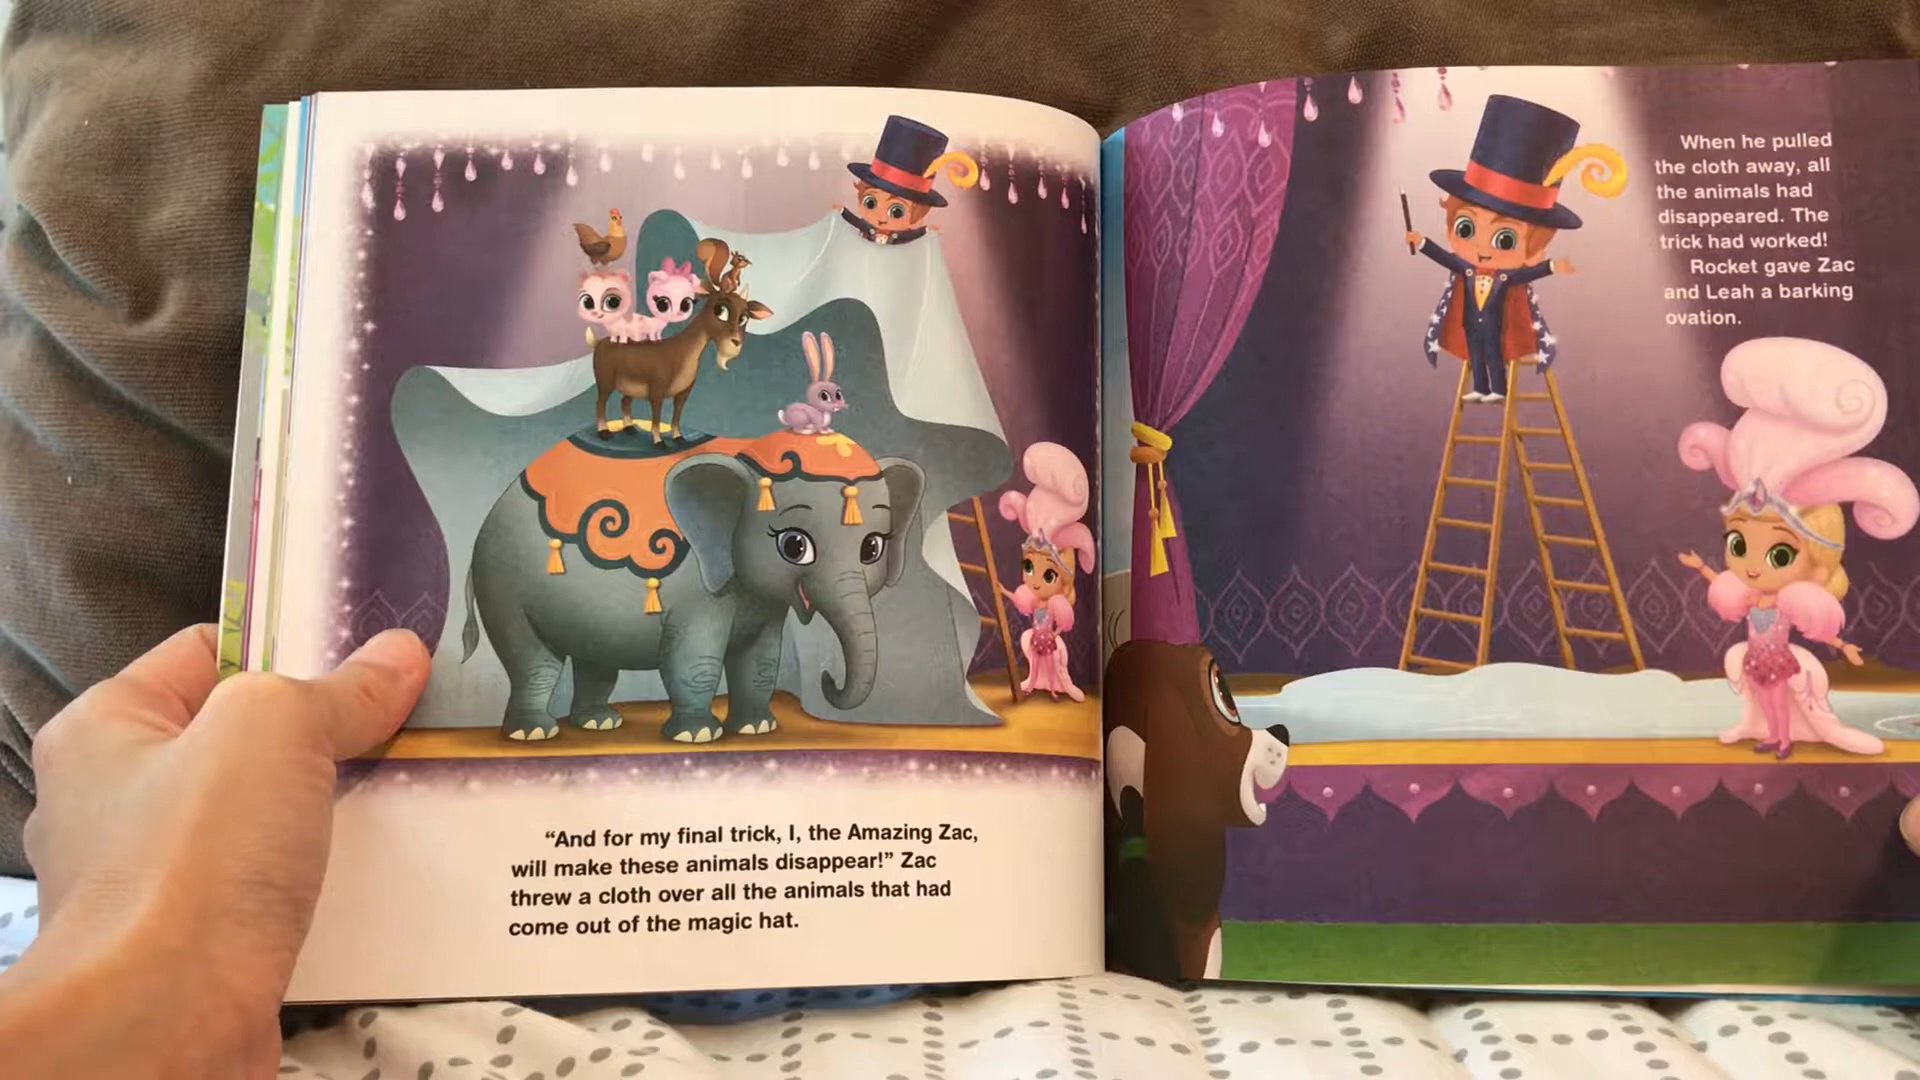 “And for my final trick, I, the Amazing Zac,
will make these animals disappear!” Zac
threw a cloth over all the animals that had
come out of the magic hat.
When he pulled
the cloth away, all
the animals had
disappeared. The
trick had worked!
Rocket gave Zac
and Leah a barking
ovation.